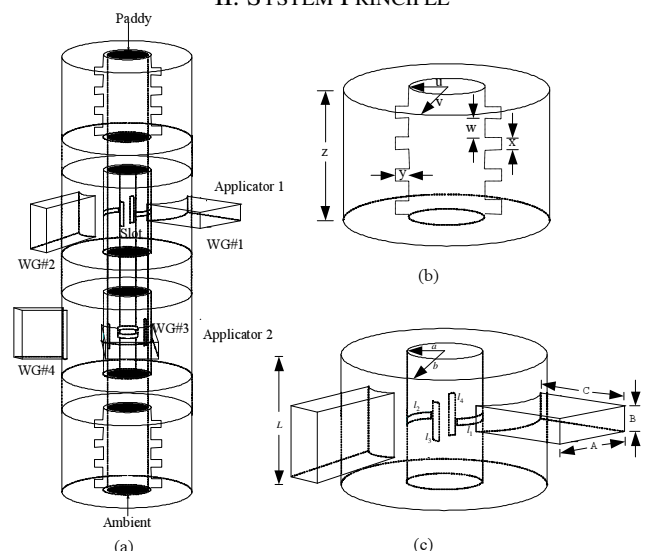 II. SYSTEM PRINCIPLE
Paddy
Applicator 1
Slot
WG#1
WG#2
WG#3
Applicator 2
WG#4
Ambient
(a)
u
v
w
x
y
z
(b)
a
b
C
l2
l4
l3
l1
L
B
A
(c)